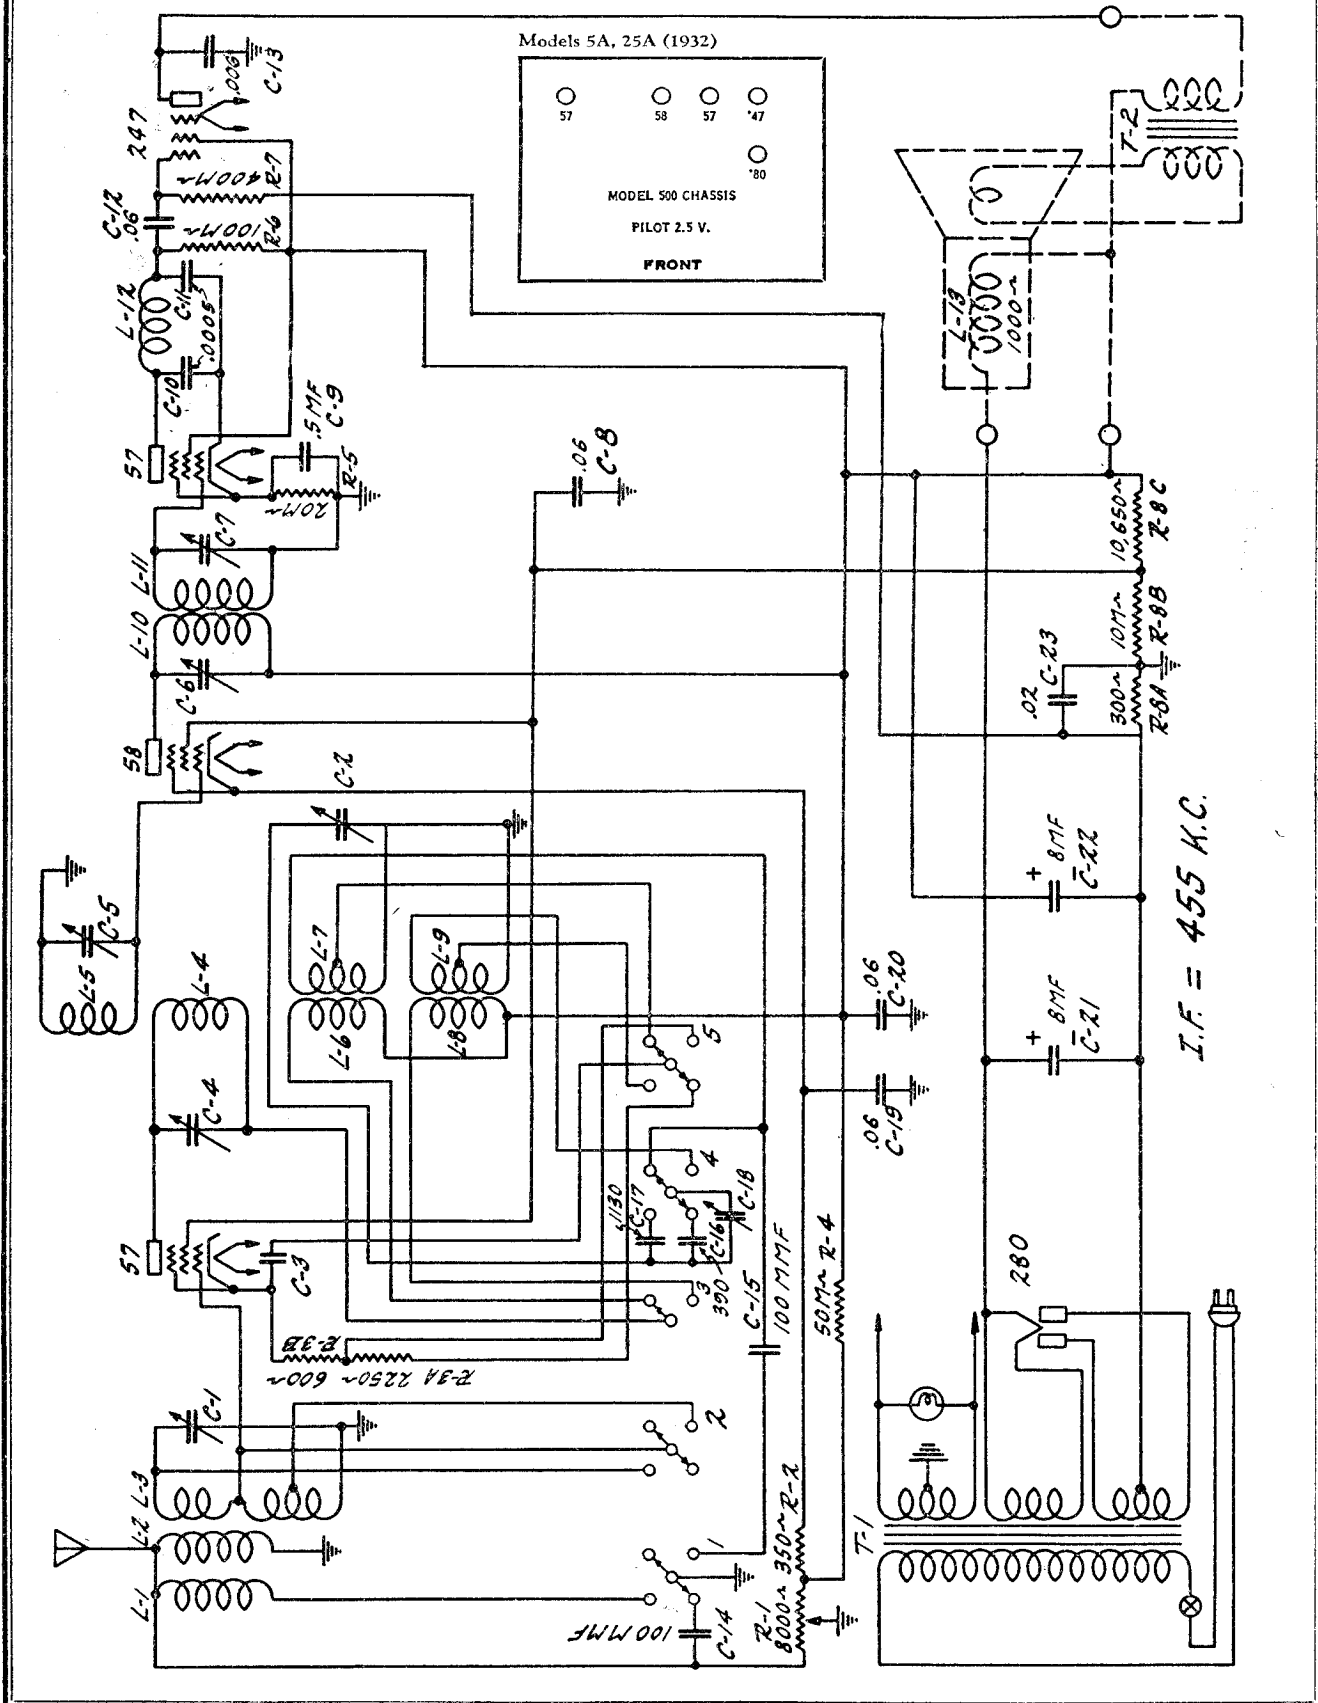 Models 5A, 25A (1932)
57
58
57
'47
'80
MODEL 500 CHASSIS
PILOT 2.5 V.
FRONT
.006
C-13
247
400M~
R-7
C-12
.06
100M~
R-6
L-12
C-11
.0005
C-10
57
.5MF
C-9
R-5
20M~
C-7
L-11
L-10
C-6
58
.06
C-8
L-13
1000~
T-2
10,650~
R-8C
10M~
R-8B
300~
R-8A
.02
C-23
C-2
C-5
L-5
L-4
C-4
L-7
L-9
L-6
L-8
5
4
3
.06
C-20
.06
C-19
+ 8MF
- C-22
+ 8MF
- C-21
I.F. = 455 K.C.
57
C-3
1130
C-17
C-18
C-16
390
C-15
100MMF
50M~ R-4
R-3B
600~
R-3A 2250~
280
C-1
2
L-3
L-2
L-1
1
350~ R-2
R-1
8000~
100MMF
C-14
T-1